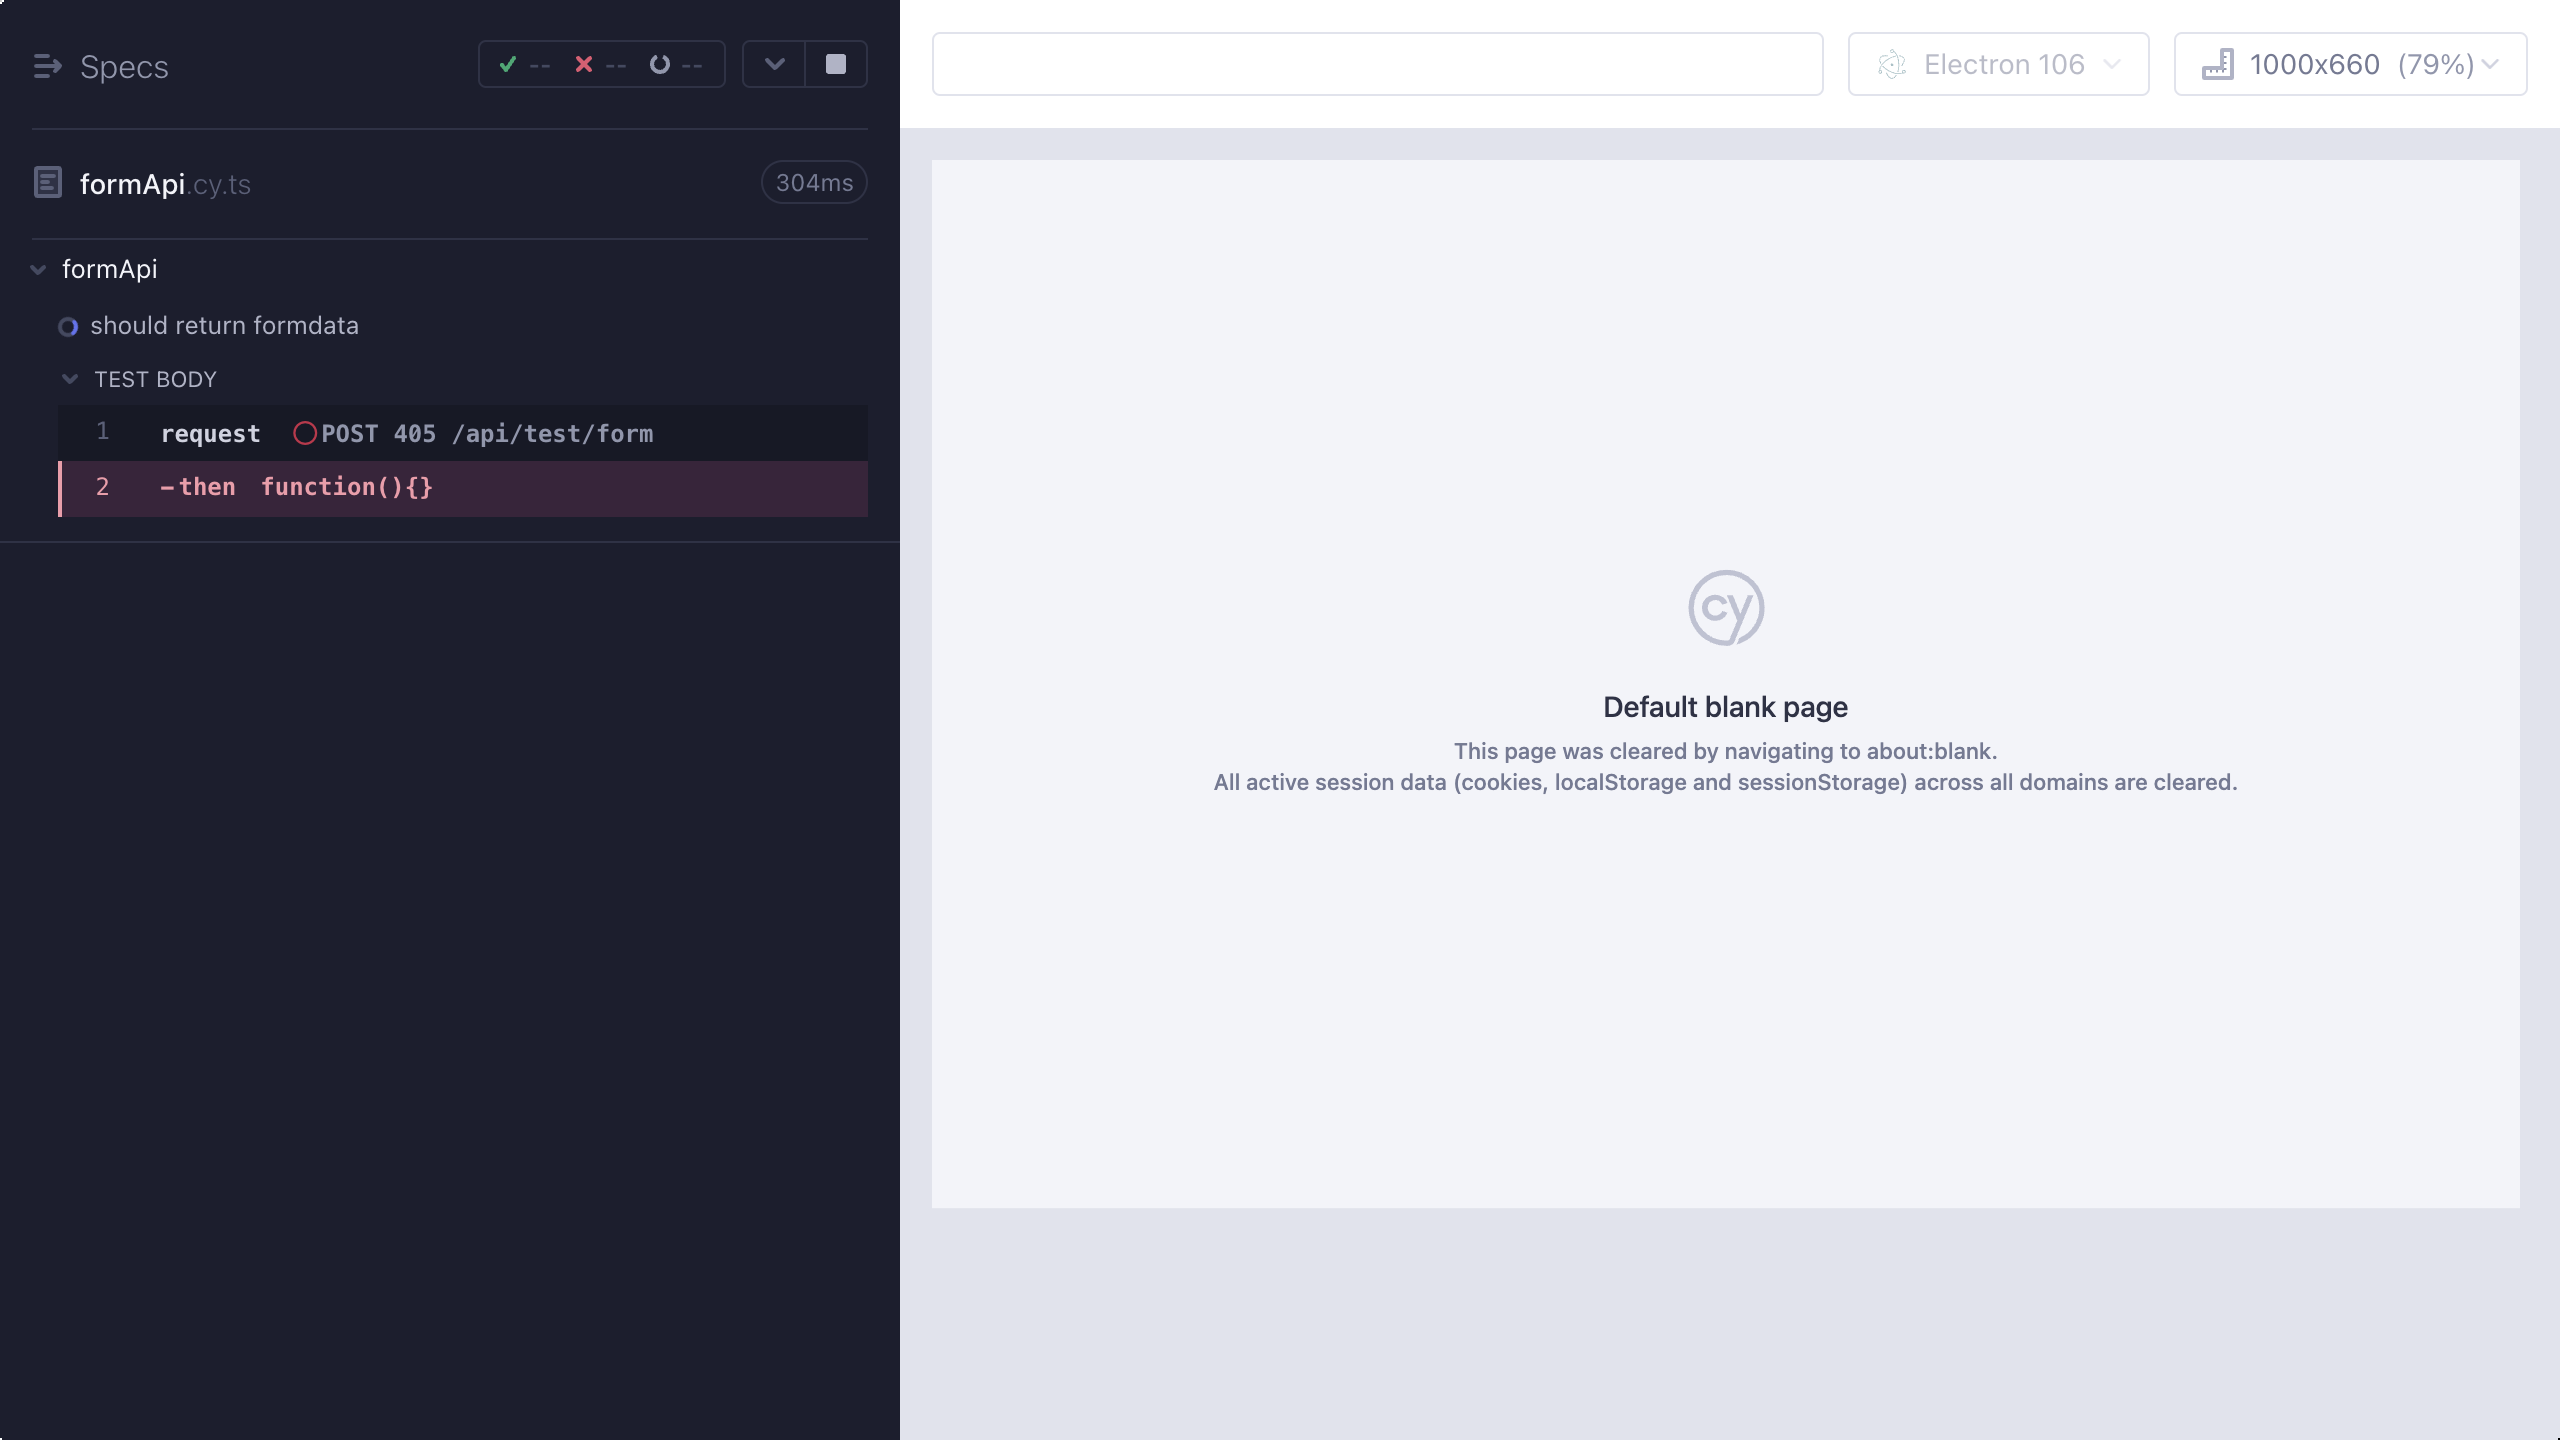 Specs
-- -- --
formApi.cy.ts
304ms
formApi
should return formdata
TEST BODY
1 request POST 405 /api/test/form
2 -then function(){}
Electron 106
1000x660 (79%)
cy
Default blank page
This page was cleared by navigating to about:blank.
All active session data (cookies, localStorage and sessionStorage) across all domains are cleared.